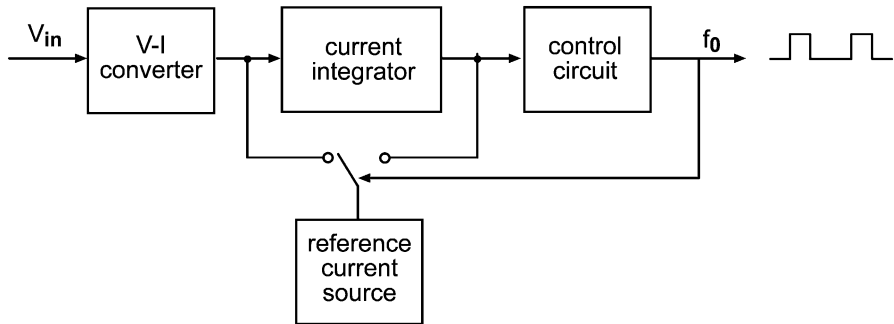 Vin
V-I
converter
current
integrator
control
circuit
f0
reference
current
source